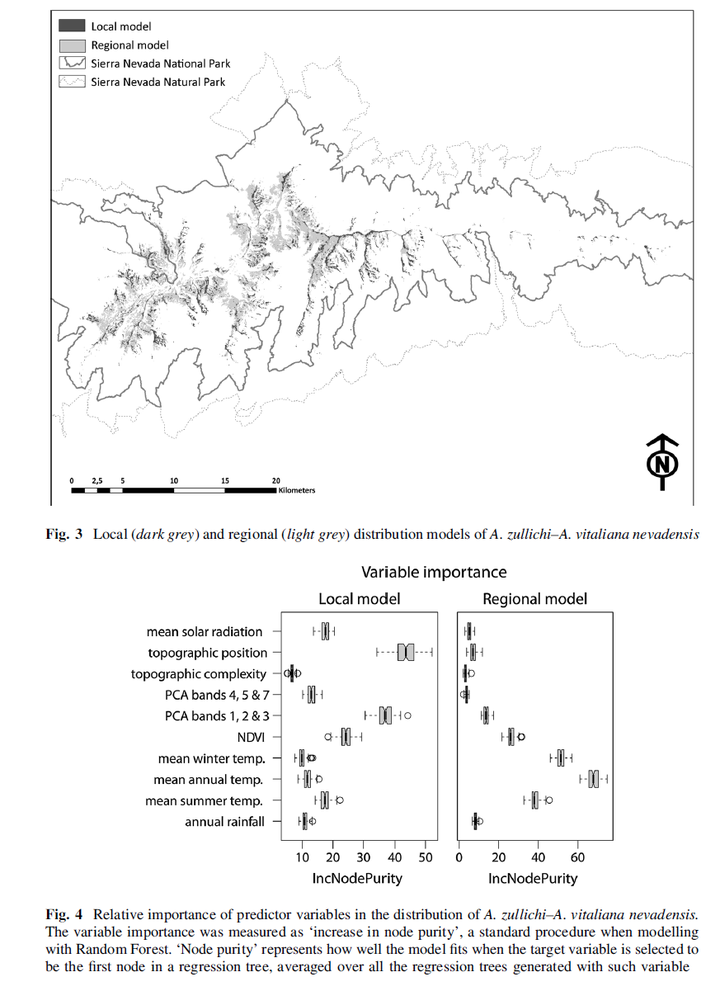 Local model
Regional model
Sierra Nevada National Park
Sierra Nevada Natural Park
N
0 2,5 5 10 15 20
Kilometers
Fig. 3 Local (dark grey) and regional (light grey) distribution models of A. zullichi–A. vitaliana nevadensis
Variable importance
Local model Regional model
mean solar radiation
topographic position
topographic complexity
PCA bands 4, 5 & 7
PCA bands 1, 2 & 3
NDVI
mean winter temp.
mean annual temp.
mean summer temp.
annual rainfall
10 20 30 40 50 0 20 40 60
IncNodePurity IncNodePurity
Fig. 4 Relative importance of predictor variables in the distribution of A. zullichi–A. vitaliana nevadensis.
The variable importance was measured as ‘increase in node purity’, a standard procedure when modelling
with Random Forest. ‘Node purity’ represents how well the model fits when the target variable is selected to
be the first node in a regression tree, averaged over all the regression trees generated with such variable